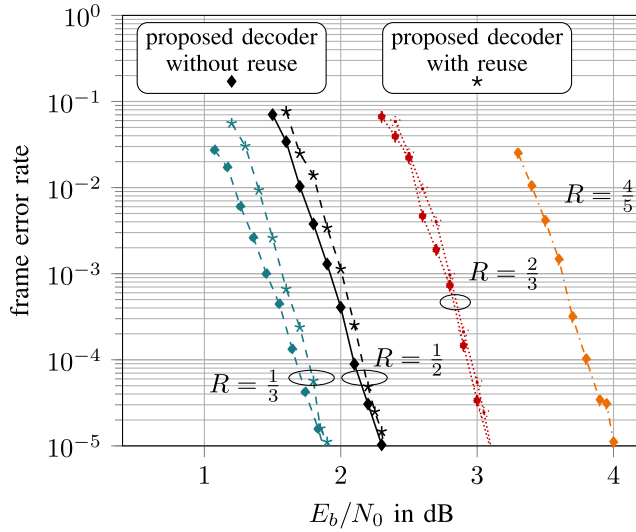 10^0
proposed decoder
without reuse
proposed decoder
with reuse
10^{-1}
10^{-2}
10^{-3}
10^{-4}
10^{-5}
frame error rate
R = 4/5
R = 2/3
R = 1/2
R = 1/3
1 2 3 4
E_b/N_0 in dB